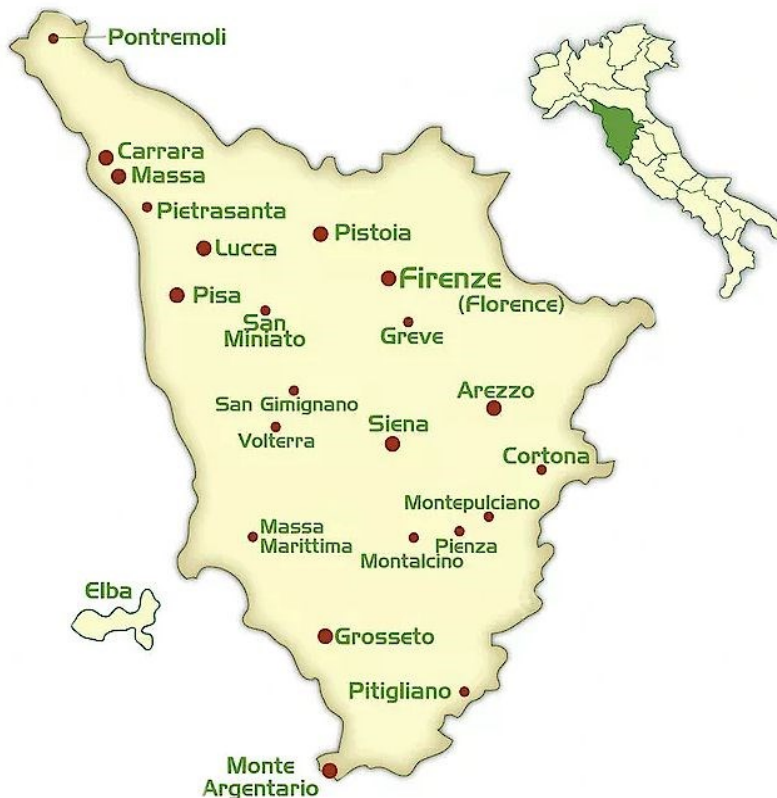 Pontremoli
Carrara
Massa
Pietrasanta
Pistoia
Lucca
Firenze
(Florence)
Pisa
San
Miniato
Greve
San Gimignano
Arezzo
Volterra
Siena
Cortona
Montepulciano
Massa
Marittima
Pienza
Montalcino
Elba
Grosseto
Pitigliano
Monte
Argentario